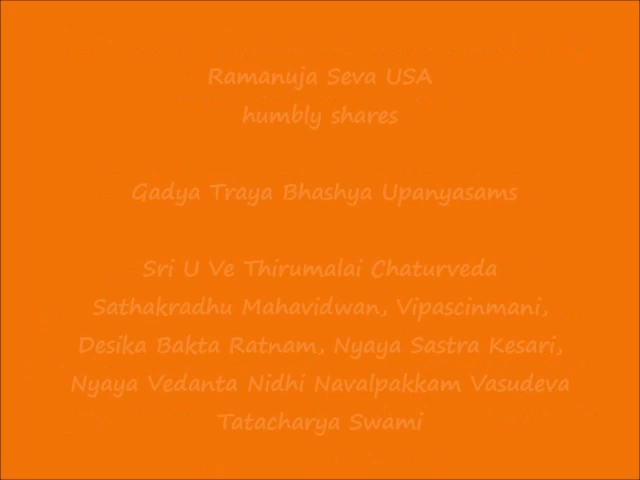 Ramanuja Seva USA
humbly shares
Gadya Traya Bhashya Upanyasams
Sri U Ve Thirumalai Chaturveda
Sathakradhu Mahavidwan, Vipascinmani,
Desika Bakta Ratnam, Nyaya Sastra Kesari,
Nyaya Vedanta Nidhi Navalpakkam Vasudeva
Tatacharya Swami